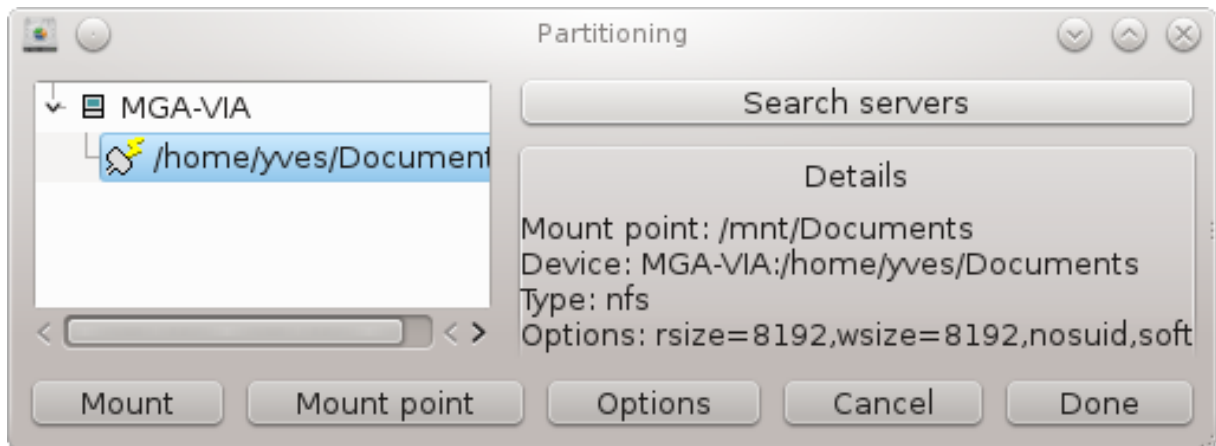 Partitioning
MGA-VIA
/home/yves/Document
Search servers
Details
Mount point: /mnt/Documents
Device: MGA-VIA:/home/yves/Documents
Type: nfs
Options: rsize=8192,wsize=8192,nosuid,soft
Mount
Mount point
Options
Cancel
Done